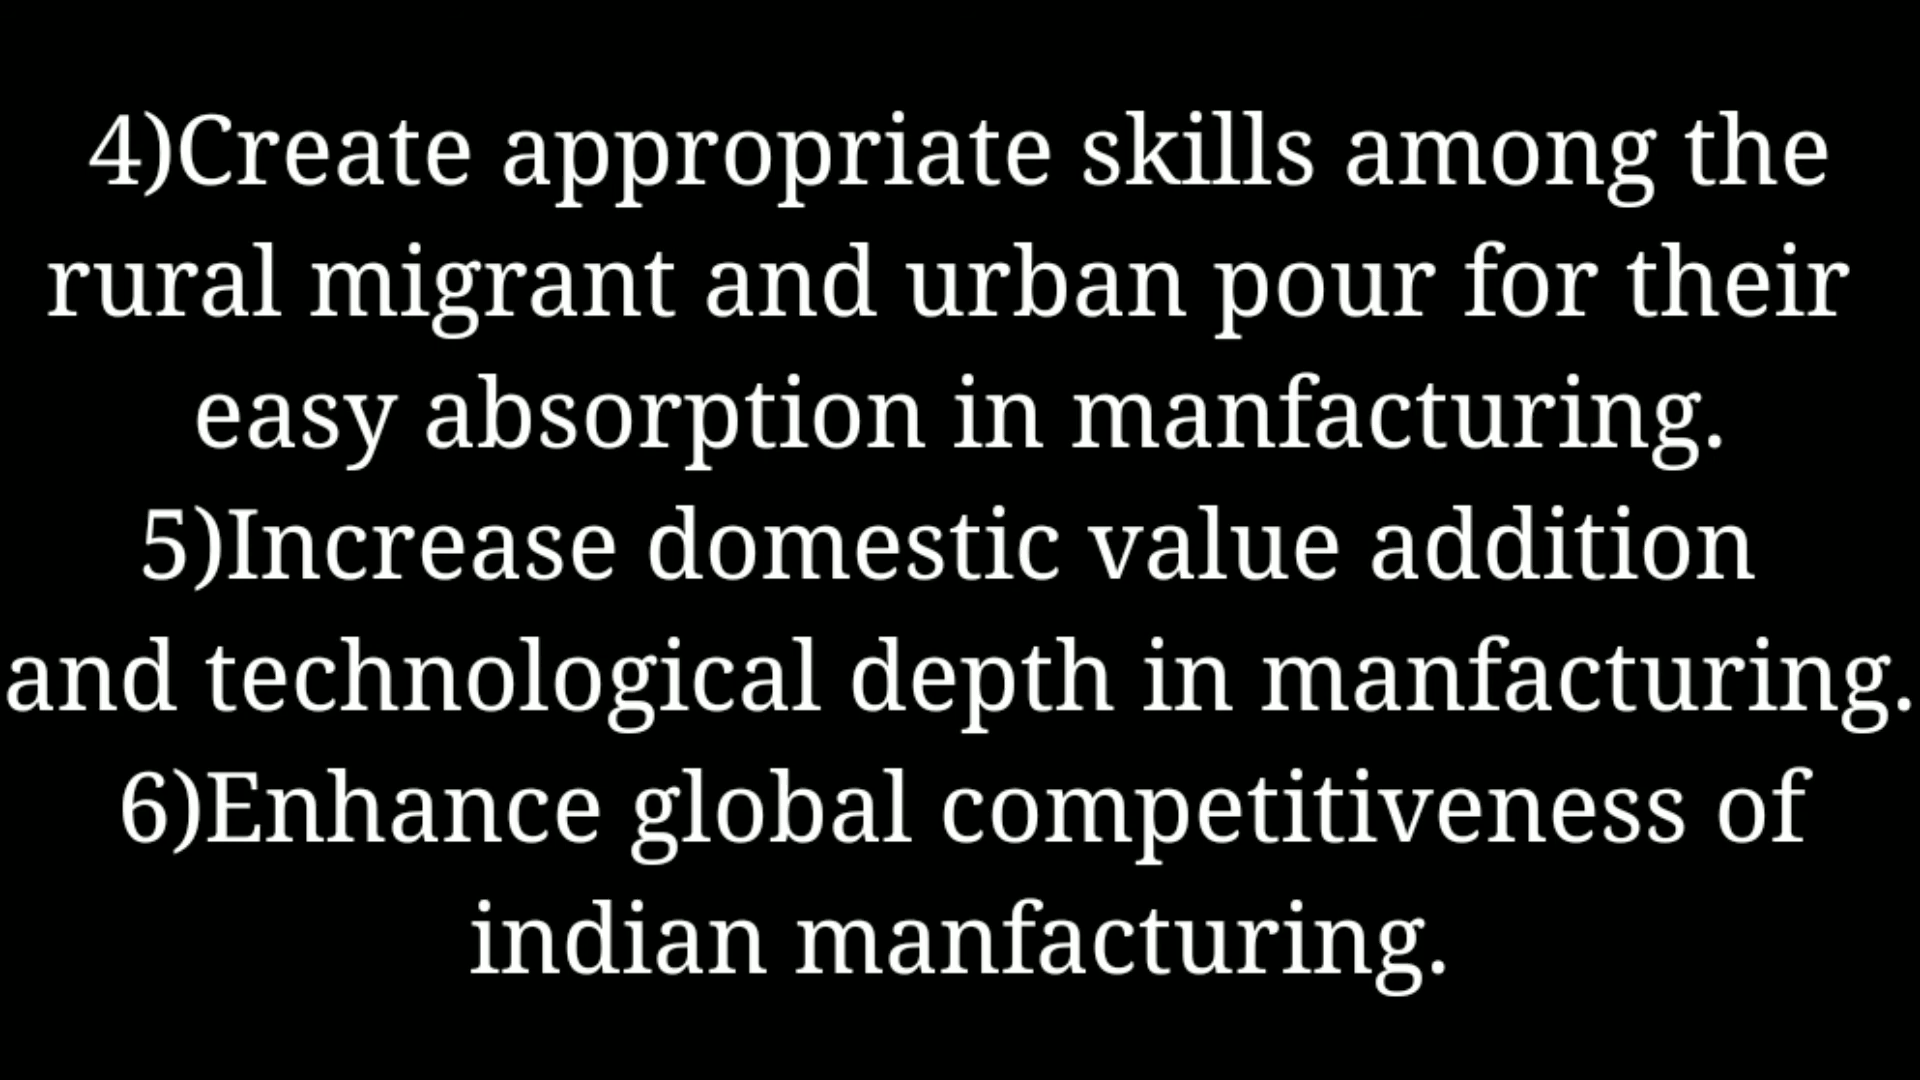 4)Create appropriate skills among the
rural migrant and urban pour for their
easy absorption in manfacturing.
5)Increase domestic value addition
and technological depth in manfacturing.
6)Enhance global competitiveness of
indian manfacturing.